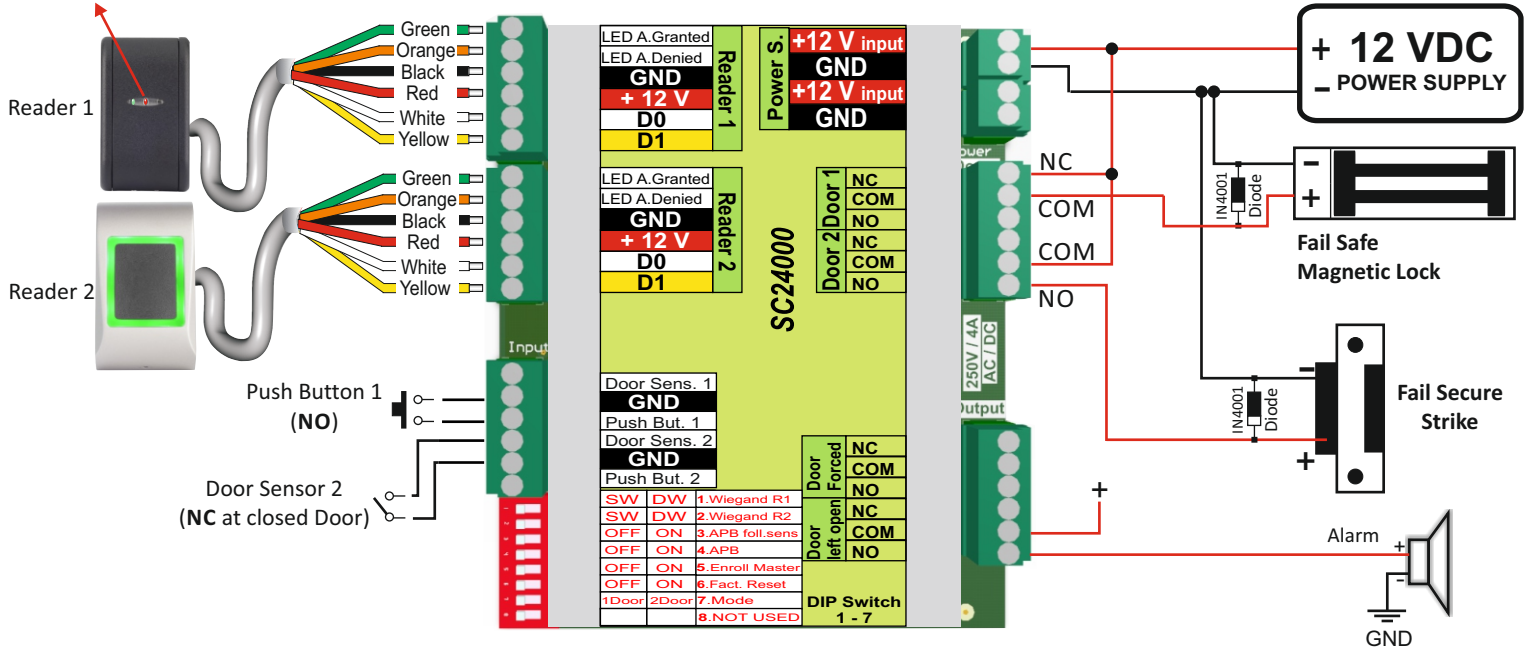 Reader 1
Green
Orange
Black
Red
White
Yellow
Reader 2
Green
Orange
Black
Red
White
Yellow
Push Button 1
(NO)
Door Sensor 2
(NC at closed Door)
Input
LED A.Granted
LED A.Denied
GND
+ 12 V
D0
D1
Reader 1
LED A.Granted
LED A.Denied
GND
+ 12 V
D0
D1
Reader 2
Door Sens. 1
GND
Push But. 1
Door Sens. 2
GND
Push But. 2
SW DW 1.Wiegand R1
SW DW 2.Wiegand R2
OFF ON 3.APB foll.sens
OFF ON 4.APB
OFF ON 5.Enroll Master
OFF ON 6.Fact. Reset
1Door 2Door 7.Mode
8.NOT USED
Power S.
+12 V input
GND
+12 V input
GND
SC24000
Door 1
NC
COM
NO
Door 2
NC
COM
NO
Door
Forced
NC
COM
NO
Door
left open
NC
COM
NO
DIP Switch
1 - 7
250V / 4A
AC / DC
NC
COM
COM
NO
+ 12 VDC
– POWER SUPPLY
-
+
IN4001
Diode
Fail Safe
Magnetic Lock
-
+
IN4001
Diode
Fail Secure
Strike
+
Alarm
+
-
GND